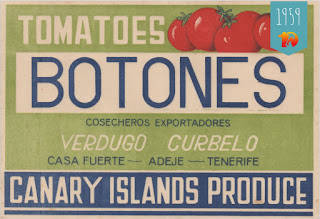 1959
TOMATOES
BOTONES
COSECHEROS EXPORTADORES
VERDUGO CURBELO
CASA FUERTE — ADEJE — TENERIFE
CANARY ISLANDS PRODUCE